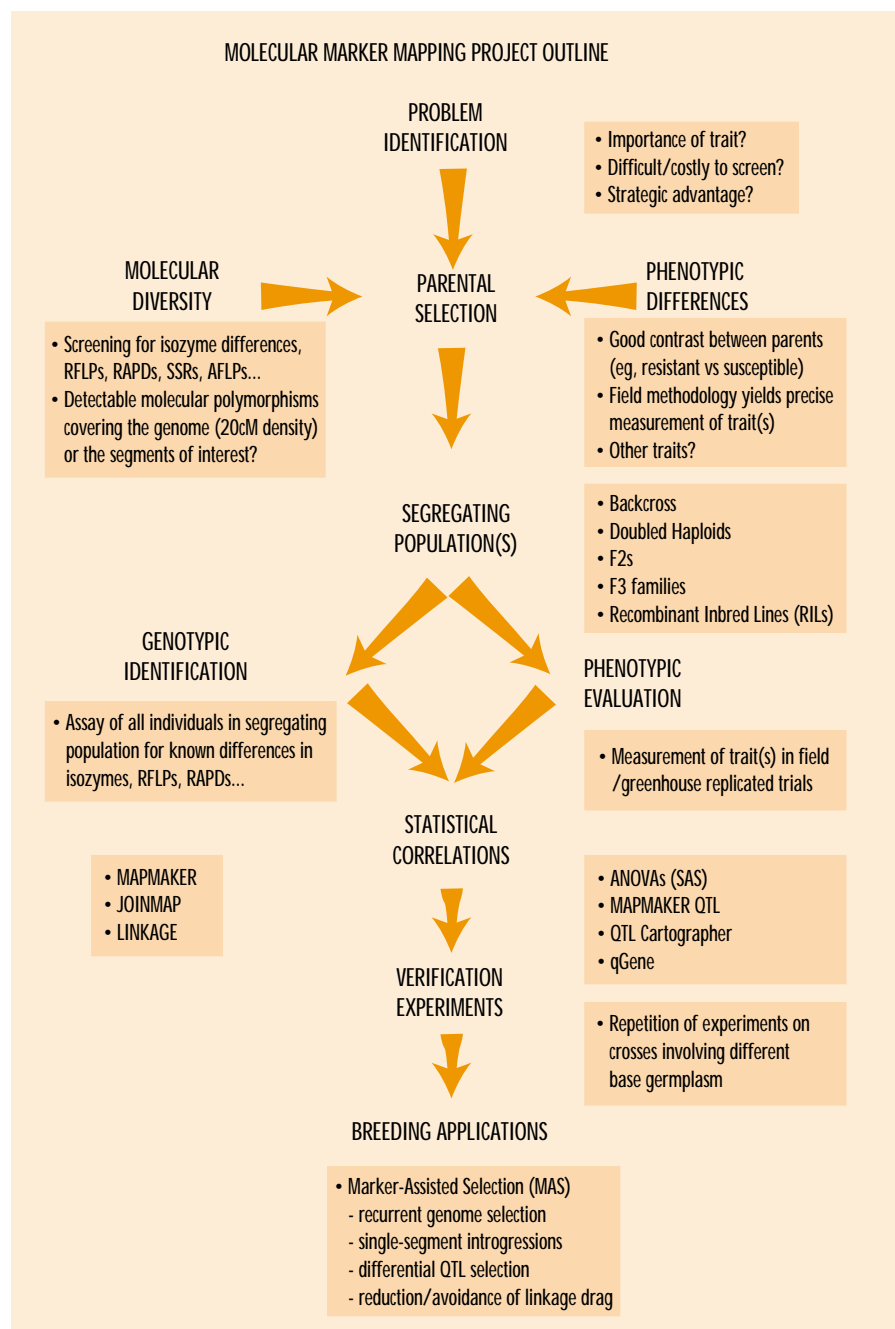 MOLECULAR MARKER MAPPING PROJECT OUTLINE
PROBLEM
IDENTIFICATION
• Importance of trait?
• Difficult/costly to screen?
• Strategic advantage?
MOLECULAR
DIVERSITY
PARENTAL
SELECTION
PHENOTYPIC
DIFFERENCES
• Screening for isozyme differences,
RFLPs, RAPDs, SSRs, AFLPs...
• Detectable molecular polymorphisms
covering the genome (20cM density)
or the segments of interest?
• Good contrast between parents
(eg, resistant vs susceptible)
• Field methodology yields precise
measurement of trait(s)
• Other traits?
SEGREGATING
POPULATION(S)
• Backcross
• Doubled Haploids
• F2s
• F3 families
• Recombinant Inbred Lines (RILs)
GENOTYPIC
IDENTIFICATION
PHENOTYPIC
EVALUATION
• Assay of all individuals in segregating
population for known differences in
isozymes, RFLPs, RAPDs...
• Measurement of trait(s) in field
/greenhouse replicated trials
STATISTICAL
CORRELATIONS
• MAPMAKER
• JOINMAP
• LINKAGE
• ANOVAs (SAS)
• MAPMAKER QTL
• QTL Cartographer
• qGene
VERIFICATION
EXPERIMENTS
• Repetition of experiments on
crosses involving different
base germplasm
BREEDING APPLICATIONS
• Marker-Assisted Selection (MAS)
- recurrent genome selection
- single-segment introgressions
- differential QTL selection
- reduction/avoidance of linkage drag